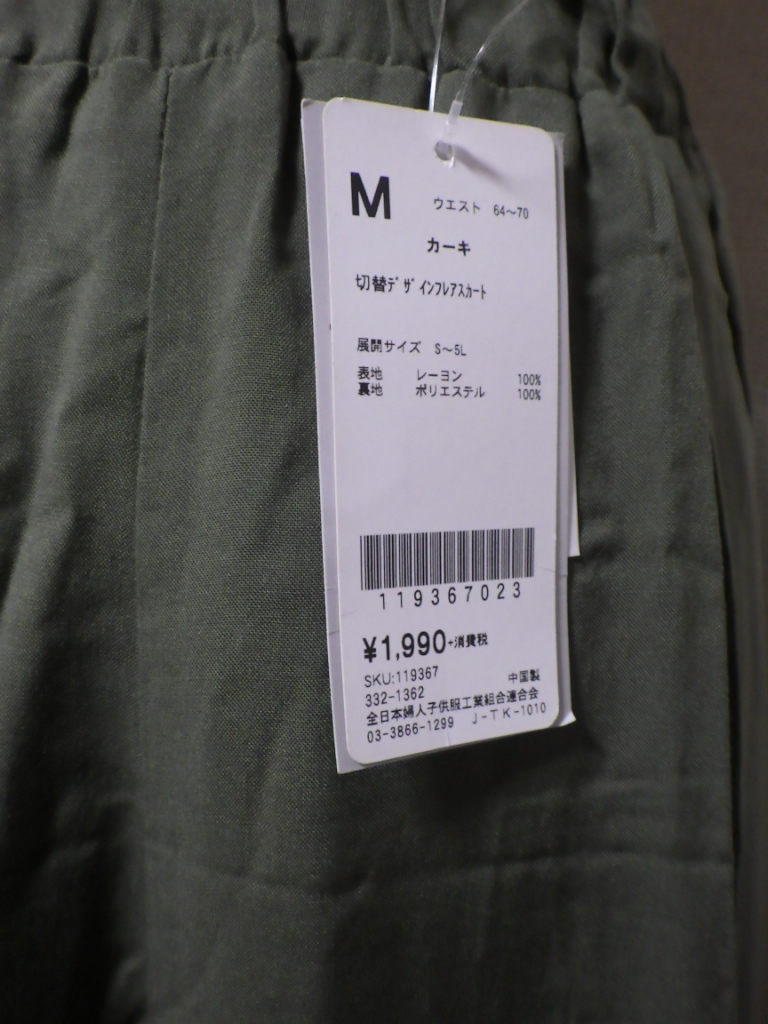 M ウエスト 64～70
カーキ
切替デザインフレアスカート
展開サイズ S～5L
表地 レーヨン 100%
裏地 ポリエステル 100%
119367023
¥1,990+消費税
SKU:119367 中国製
332-1362
全日本婦人子供服工業組合連合会
03-3866-1299 J-TK-1010